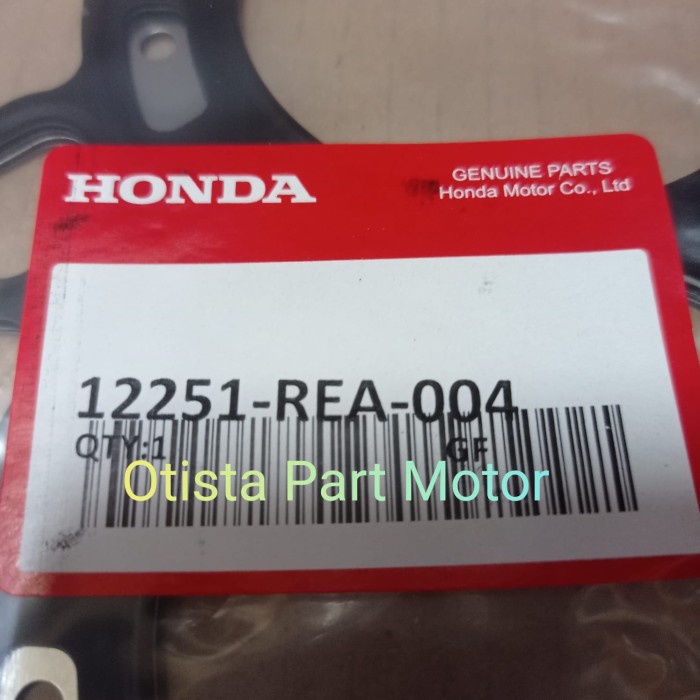 HONDA
GENUINE PARTS
Honda Motor Co., Ltd
12251-REA-004
QTY:1 GF
Otista Part Motor